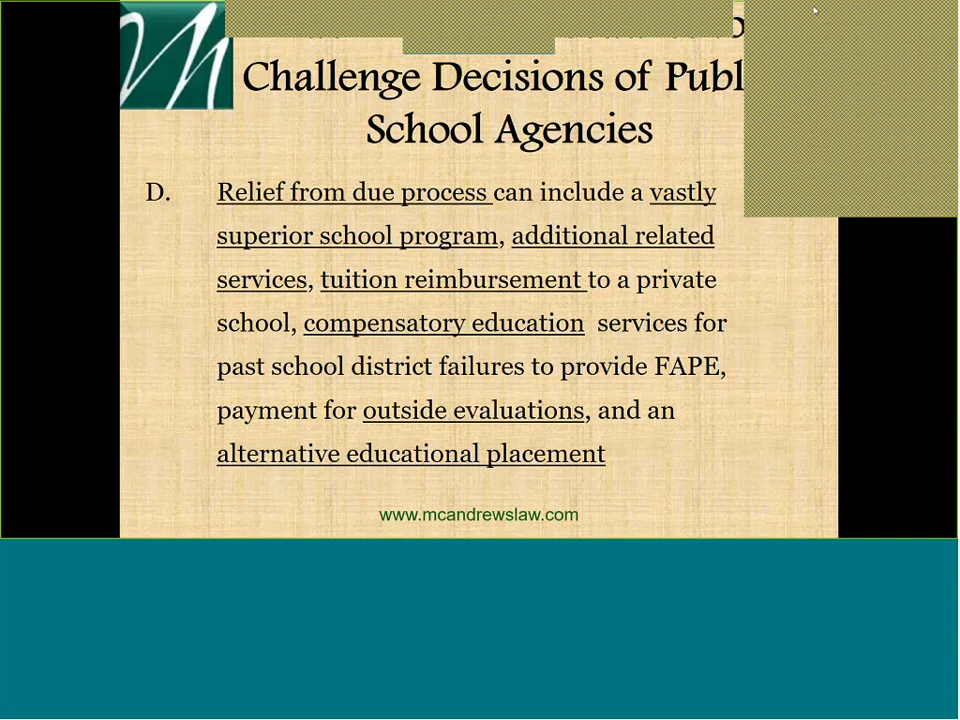 Challenge Decisions of
School Agencies
D. Relief from due process can include a vastly
superior school program, additional related
services, tuition reimbursement to a private
school, compensatory education services for
past school district failures to provide FAPE,
payment for outside evaluations, and an
alternative educational placement
www.mcandrewslaw.com